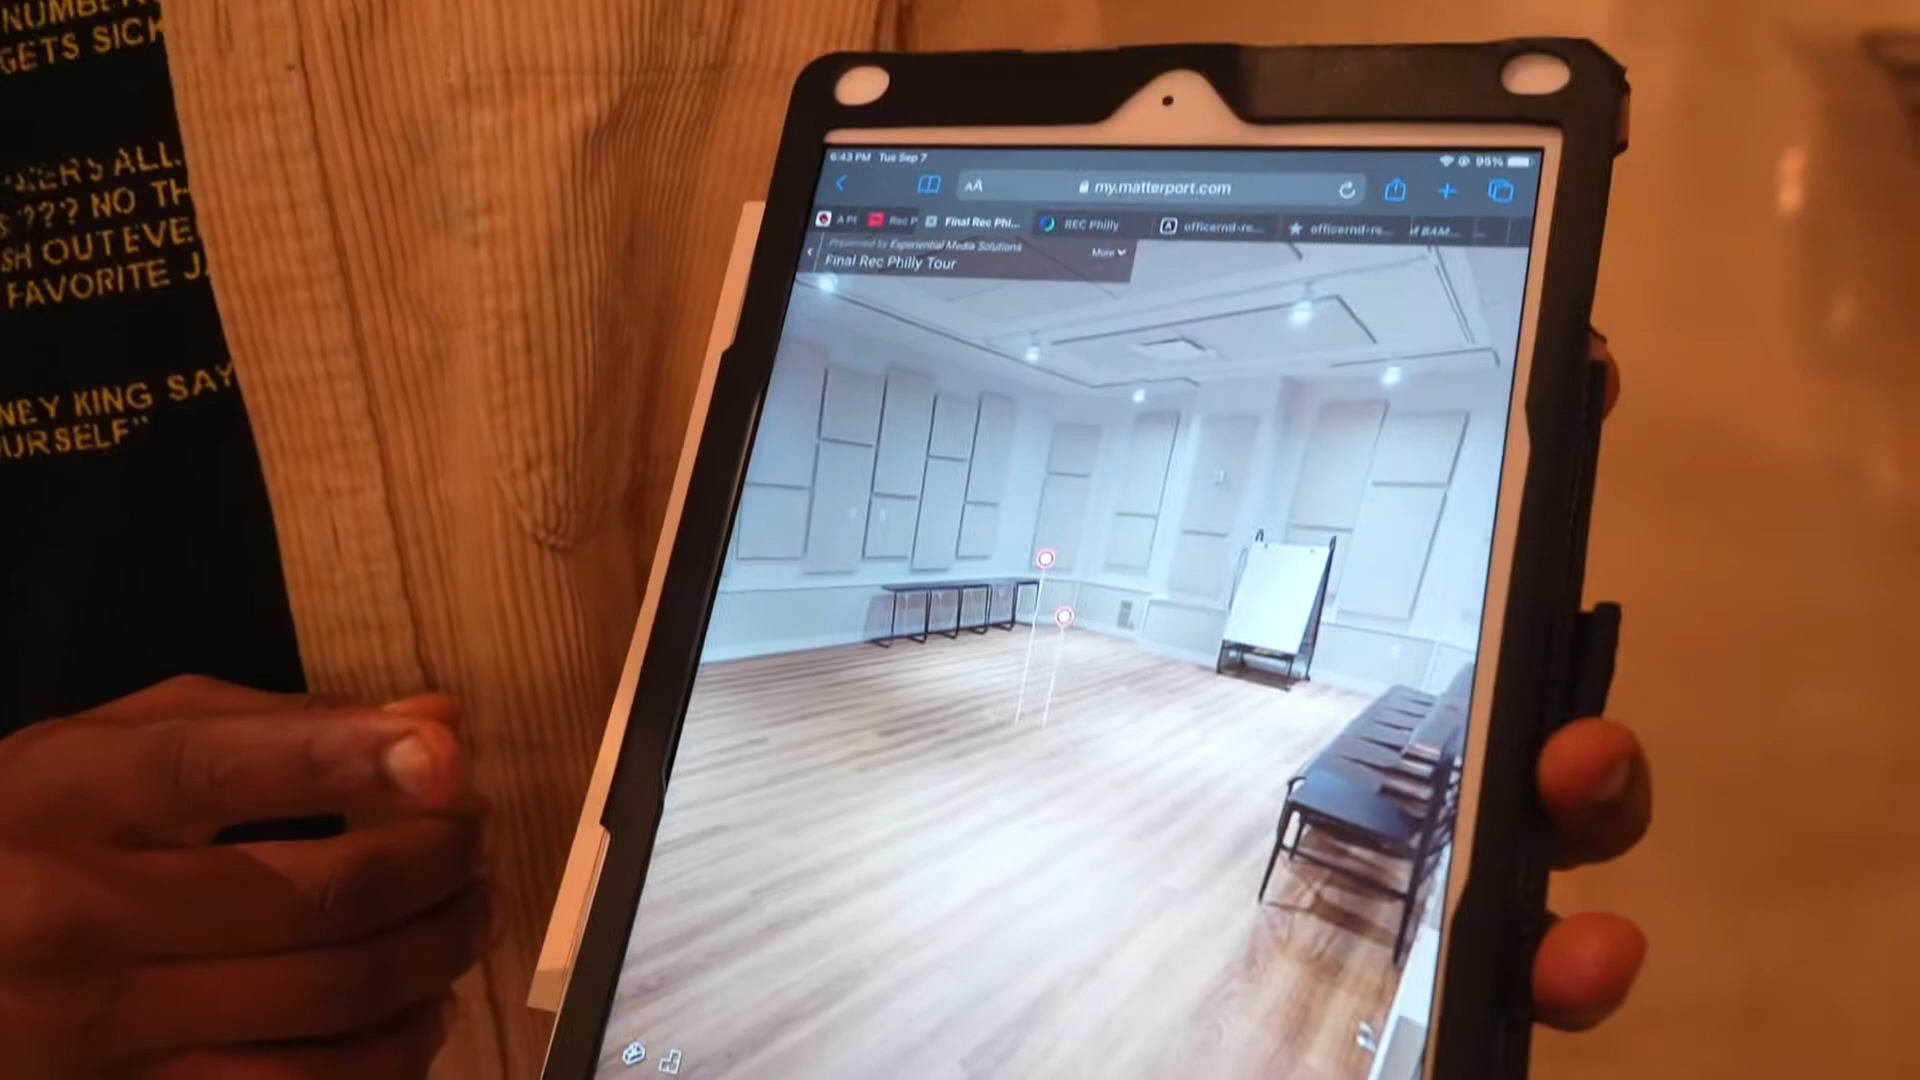 GETS SICK
ALL
??? NO TH
SH OUT EVE
FAVORITE J
NEY KING SAY
URSELF"
6:43 PM Tue Sep 7
95%
AA
my.matterport.com
Rec P
Final Rec Phi...
REC Philly
officernd-re...
officernd-re...
Presented by Experiential Media Solutions
More
Final Rec Philly Tour